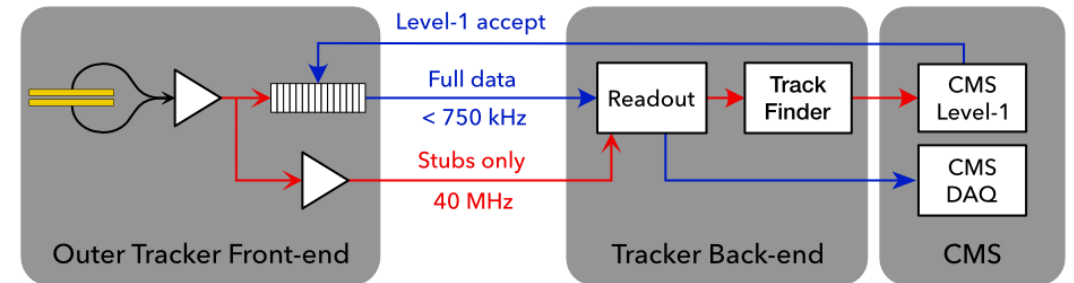 Level-1 accept
Full data
< 750 kHz
Stubs only
40 MHz
Readout
Track
Finder
CMS
Level-1
CMS
DAQ
Outer Tracker Front-end
Tracker Back-end
CMS